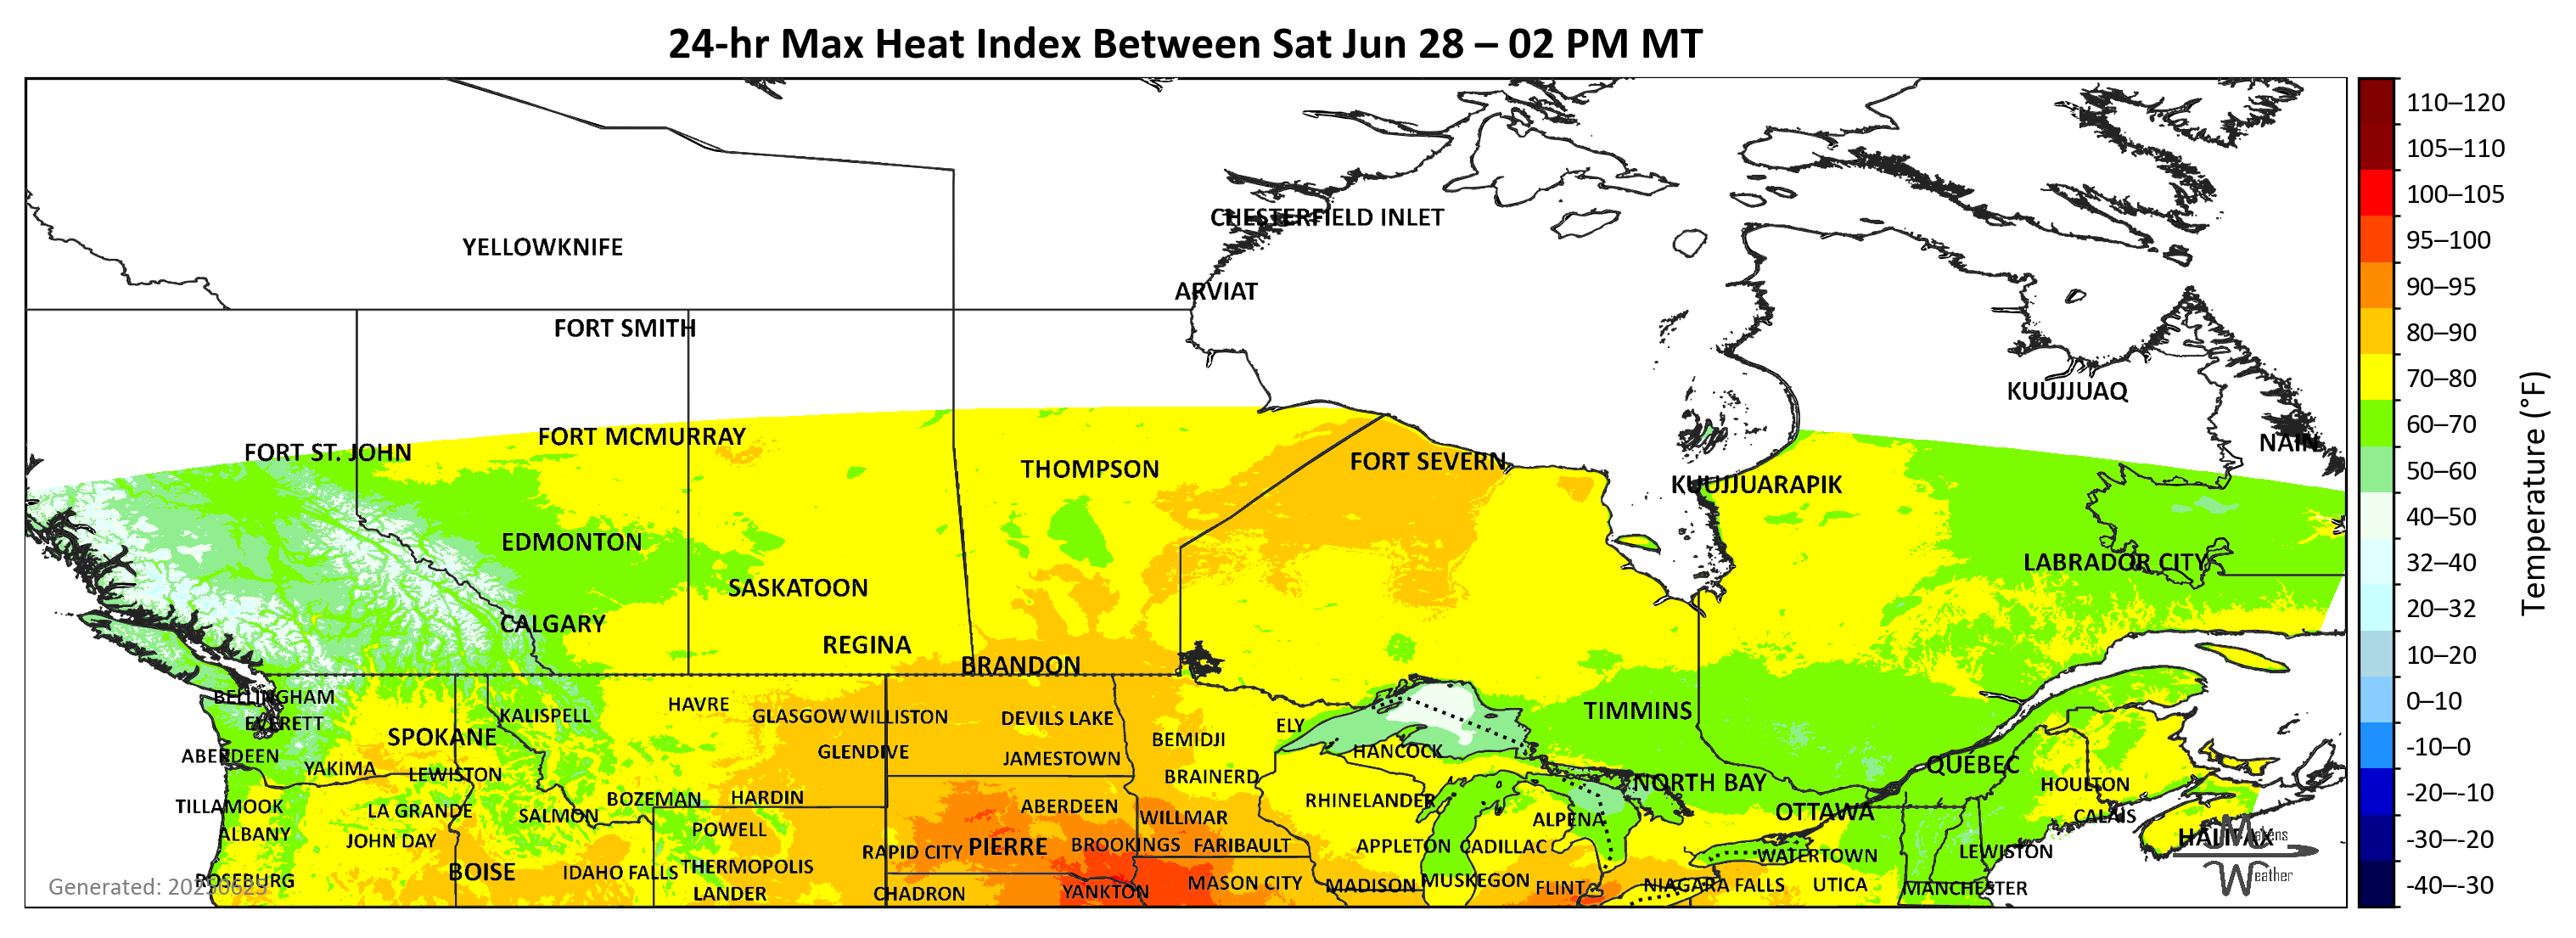 24-hr Max Heat Index Between Sat Jun 28 – 02 PM MT
110–120
105–110
100–105
95–100
90–95
80–90
70–80
60–70
50–60
40–50
32–40
20–32
10–20
0–10
-10–0
-20–-10
-30–-20
-40–-30
Temperature (°F)
CHESTERFIELD INLET
YELLOWKNIFE
ARVIAT
FORT SMITH
KUUJJUAQ
FORT MCMURRAY
NAIN
FORT ST. JOHN
FORT SEVERN
THOMPSON
KUUJJUARAPIK
EDMONTON
LABRADOR CITY
SASKATOON
CALGARY
REGINA
BRANDON
BELLINGHAM
HAVRE
TIMMINS
KALISPELL
GLASGOW
WILLISTON
DEVILS LAKE
EVERETT
ELY
SPOKANE
BEMIDJI
HANCOCK
GLENDIVE
ABERDEEN
JAMESTOWN
QUÉBEC
YAKIMA
LEWISTON
BRAINERD
NORTH BAY
HOULTON
BOZEMAN
HARDIN
RHINELANDER
TILLAMOOK
LA GRANDE
ABERDEEN
OTTAWA
SALMON
WILLMAR
ALPENA
CALAIS
ALBANY
POWELL
JOHN DAY
HALIFAX
RAPID CITY
PIERRE
BROOKINGS
FARIBAULT
APPLETON
CADILLAC
LEWISTON
WATERTOWN
BOISE
IDAHO FALLS
THERMOPOLIS
ROSEBURG
MASON CITY
MADISON
MUSKEGON
FLINT
NIAGARA FALLS
UTICA
MANCHESTER
LANDER
CHADRON
YANKTON
Generated: 20250625
Weather